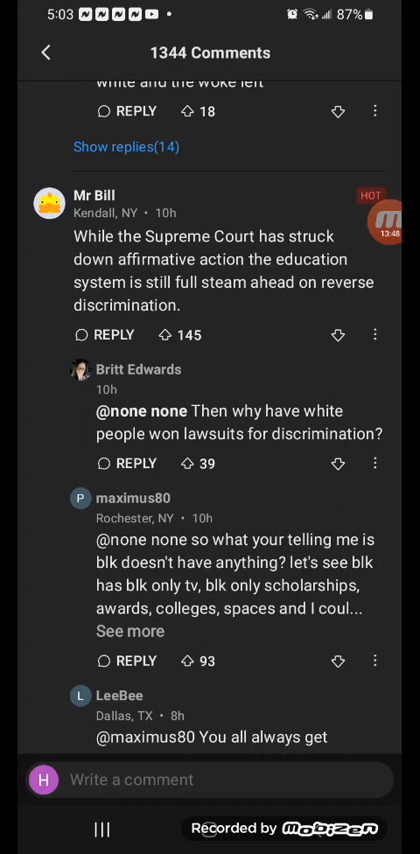 5:03
87%
1344 Comments
white and the woke left
REPLY 18
Show replies(14)
Mr Bill
HOT
Kendall, NY • 10h
13:48
While the Supreme Court has struck
down affirmative action the education
system is still full steam ahead on reverse
discrimination.
REPLY 145
Britt Edwards
10h
@none none Then why have white
people won lawsuits for discrimination?
REPLY 39
P maximus80
Rochester, NY • 10h
@none none so what your telling me is
blk doesn't have anything? let's see blk
has blk only tv, blk only scholarships,
awards, colleges, spaces and I coul...
See more
REPLY 93
L LeeBee
Dallas, TX • 8h
@maximus80 You all always get
H Write a comment
Recorded by mobizen